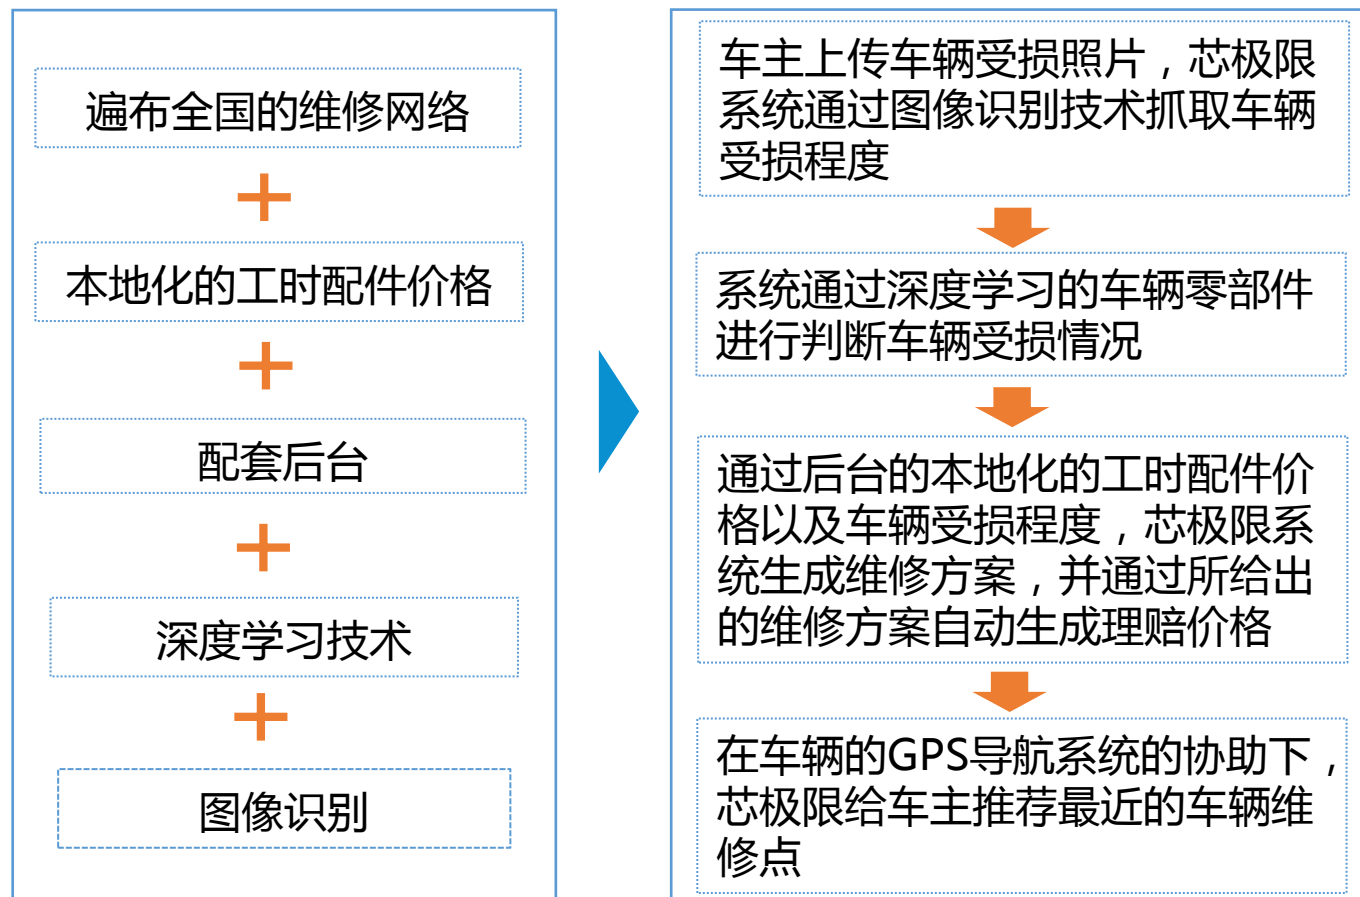 遍布全国的维修网络
本地化的工时配件价格
配套后台
深度学习技术
图像识别
车主上传车辆受损照片，芯极限
系统通过图像识别技术抓取车辆
受损程度
系统通过深度学习的车辆零部件
进行判断车辆受损情况
通过后台的本地化的工时配件价
格以及车辆受损程度，芯极限系
统生成维修方案，并通过所给出
的维修方案自动生成理赔价格
在车辆的GPS导航系统的协助下，
芯极限给车主推荐最近的车辆维
修点